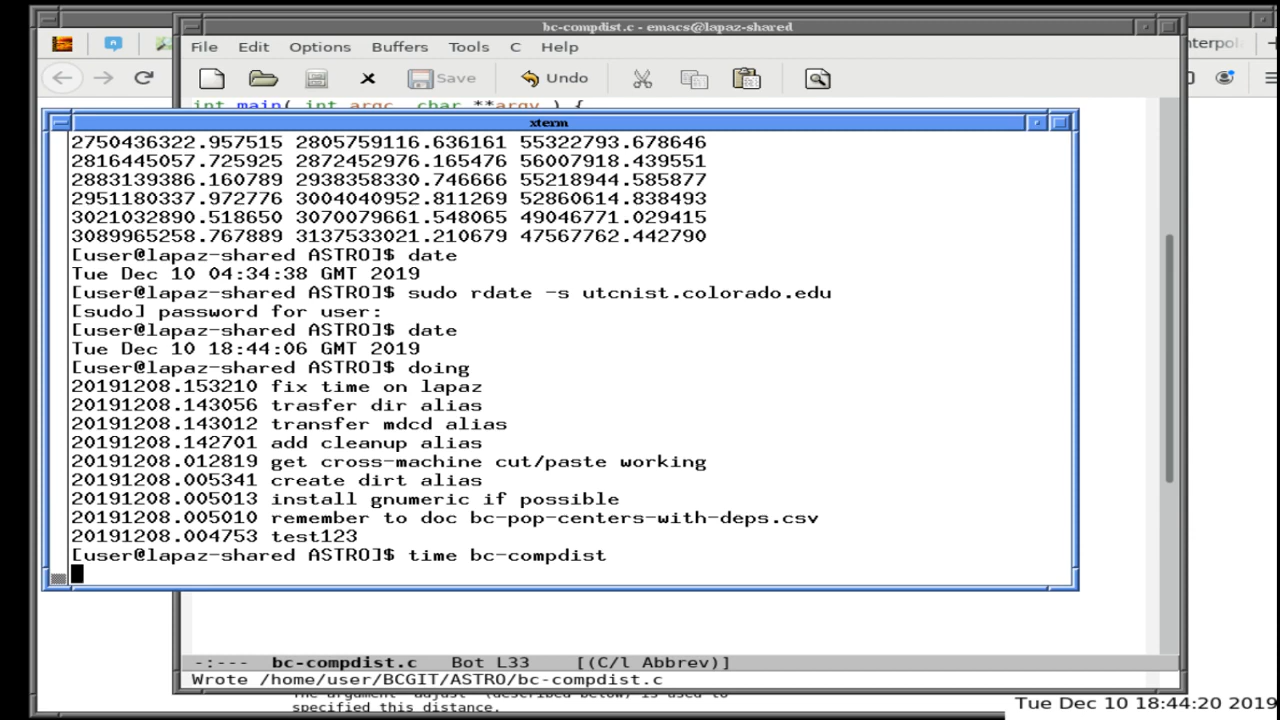 bc-compdist.c - emacs@lapaz-shared
File Edit Options Buffers Tools C Help
Save Undo
int main( int argc, char **argv ) {
xterm
2750436322.957515 2805759116.636161 55322793.678646
2816445057.725925 2872452976.165476 56007918.439551
2883139386.160789 2938358330.746666 55218944.585877
2951180337.972776 3004040952.811269 52860614.838493
3021032890.518650 3070079661.548065 49046771.029415
3089965258.767889 3137533021.210679 47567762.442790
[user@lapaz-shared ASTRO]$ date
Tue Dec 10 04:34:38 GMT 2019
[user@lapaz-shared ASTRO]$ sudo rdate -s utcnist.colorado.edu
[sudo] password for user:
[user@lapaz-shared ASTRO]$ date
Tue Dec 10 18:44:06 GMT 2019
[user@lapaz-shared ASTRO]$ doing
20191208.153210 fix time on lapaz
20191208.143056 trasfer dir alias
20191208.143012 transfer mdcd alias
20191208.142701 add cleanup alias
20191208.012819 get cross-machine cut/paste working
20191208.005341 create dirt alias
20191208.005013 install gnumeric if possible
20191208.005010 remember to doc bc-pop-centers-with-deps.csv
20191208.004753 test123
[user@lapaz-shared ASTRO]$ time bc-compdist
-:--- bc-compdist.c Bot L33 [(C/l Abbrev)]
Wrote /home/user/BCGIT/ASTRO/bc-compdist.c
specified this distance.
Tue Dec 10 18:44:20 2019